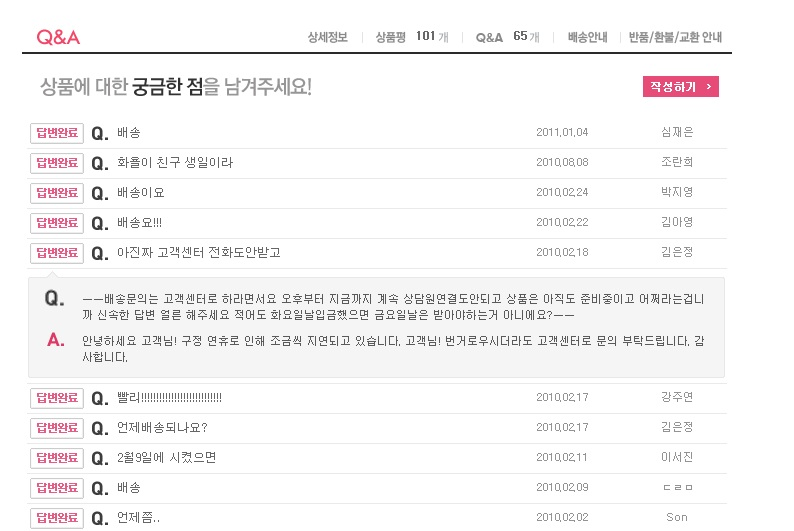 Q&A
상세정보 상품평 101 개 Q&A 65 개 배송안내 반품/환불/교환 안내
상품에 대한 궁금한 점을 남겨주세요! 작성하기 >
답변완료 Q. 배송 2011.01.04 심재은
답변완료 Q. 화욜이 친구 생일이라 2010.08.08 조란희
답변완료 Q. 배송이요 2010.02.24 박지영
답변완료 Q. 배송요!!! 2010.02.22 김아영
답변완료 Q. 아진짜 고객센터 전화도안받고 2010.02.18 김은정
Q. ㅡㅡ배송문의는 고객센터로 하라면서요 오후부터 지금까지 계속 상담원연결도안되고 상품은 아직도 준비중이고 어쩌라는겁니
까 신속한 답변 얼른 해주세요 적어도 화요일날입금했으면 금요일날은 받아야하는거 아니에요?ㅡㅡ
A. 안녕하세요 고객님! 구정 연휴로 인해 조금씩 지연되고 있습니다. 고객님! 번거로우시더라도 고객센터로 문의 부탁드립니다. 감
사합니다.
답변완료 Q. 빨리!!!!!!!!!!!!!!!!!!!!!!!!!!! 2010.02.17 강주연
답변완료 Q. 언제배송되나요? 2010.02.17 김은정
답변완료 Q. 2월9일에 시켰으면 2010.02.11 이서진
답변완료 Q. 배송 2010.02.09 ㄷㄹㅁ
답변완료 Q. 언제쯤.. 2010.02.02 Son